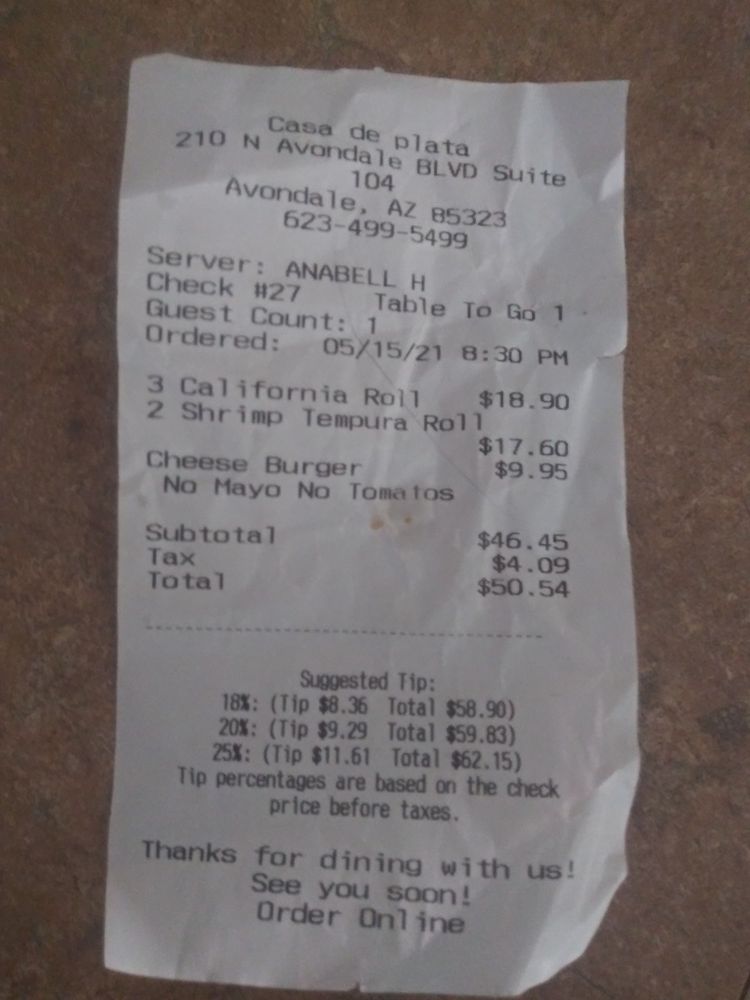 Casa de plata
210 N Avondale BLVD Suite
104
Avondale, AZ 85323
623-499-5499
Server: ANABELL H
Check #27 Table To Go 1
Guest Count: 1
Ordered: 05/15/21 8:30 PM
3 California Roll $18.90
2 Shrimp Tempura Roll
$17.60
Cheese Burger $9.95
No Mayo No Tomatos
Subtotal $46.45
Tax $4.09
Total $50.54
Suggested Tip:
18%: (Tip $8.36 Total $58.90)
20%: (Tip $9.29 Total $59.83)
25%: (Tip $11.61 Total $62.15)
Tip percentages are based on the check
price before taxes.
Thanks for dining with us!
See you soon!
Order Online